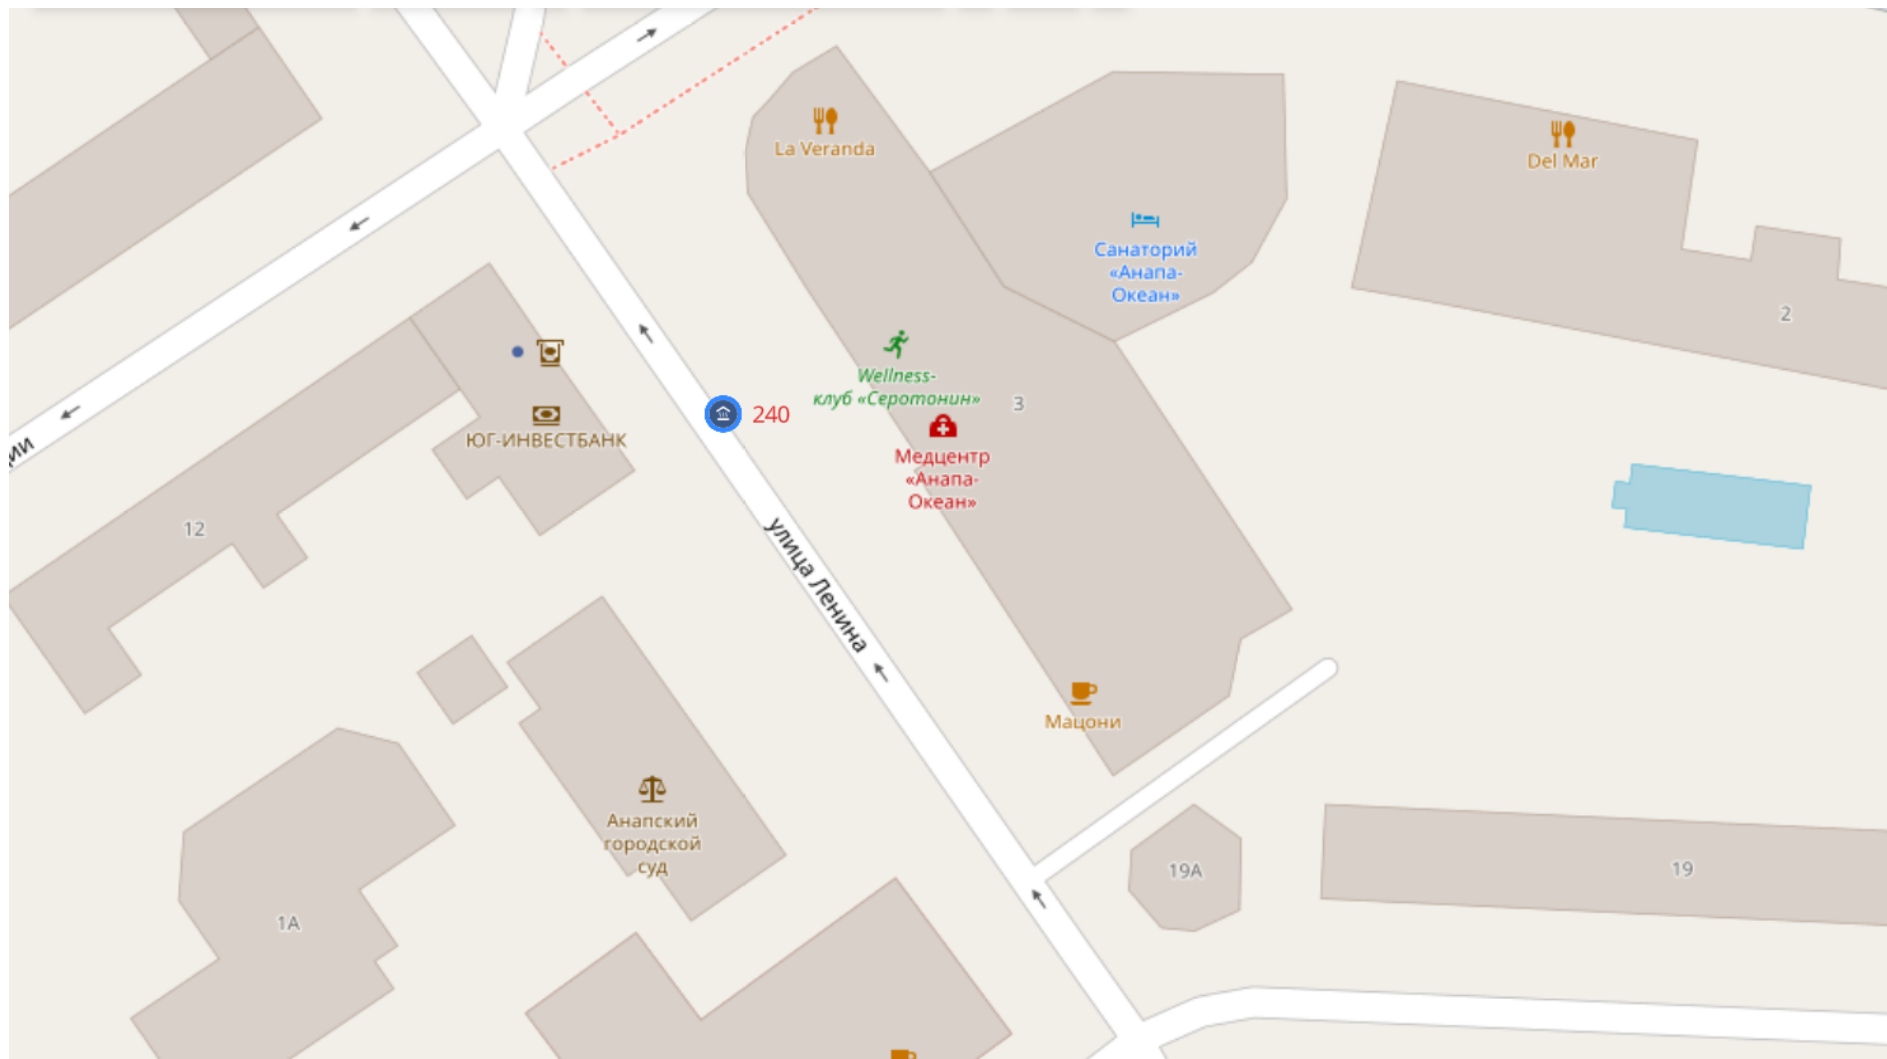 La Veranda
Del Mar
Санаторий
«Анапа-
Океан»
2
Wellness-
клуб «Серотонин»
3
240
Медцентр
«Анапа-
Океан»
ЮГ-ИНВЕСТБАНК
ии
12
улица Ленина
Мацони
Анапский
городской
суд
19А
19
1А